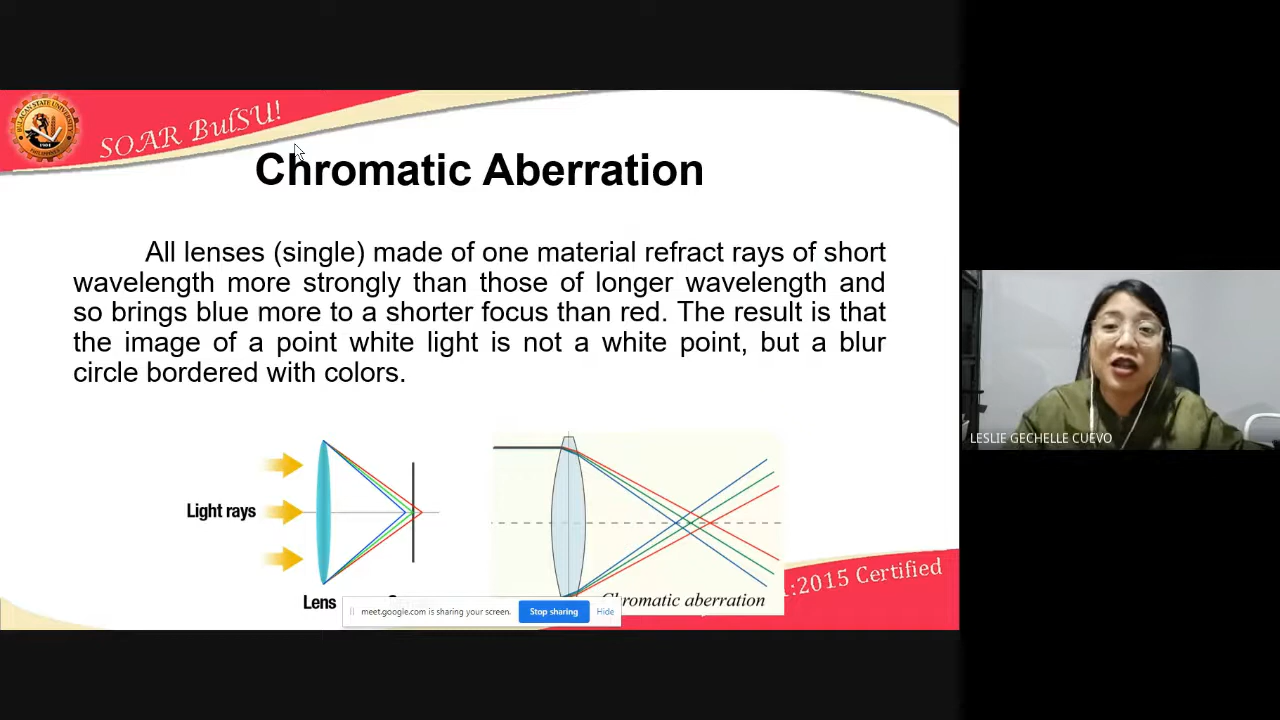 SOAR BulSU!
Chromatic Aberration
All lenses (single) made of one material refract rays of short
wavelength more strongly than those of longer wavelength and
so brings blue more to a shorter focus than red. The result is that
the image of a point white light is not a white point, but a blur
circle bordered with colors.
Light rays
Lens
Chromatic aberration
meet.google.com is sharing your screen.
Stop sharing
Hide
1:2015 Certified
LESLIE GECHELLE CUEVO